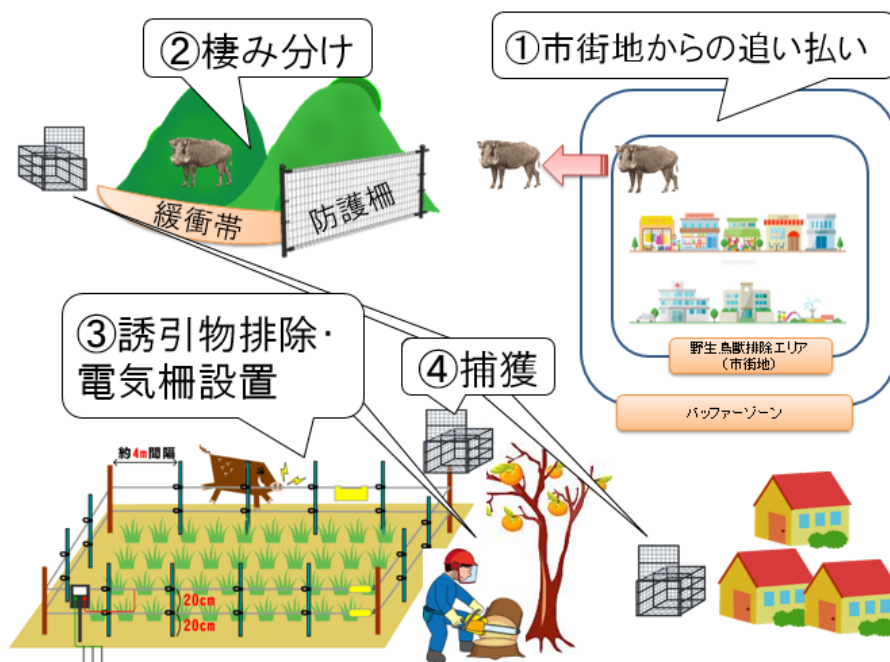 ②棲み分け
①市街地からの追い払い
緩衝帯
防護柵
野生鳥獣排除エリア
(市街地)
バッファーゾーン
③誘引物排除・
電気柵設置
④捕獲
約4m間隔
20cm
20cm